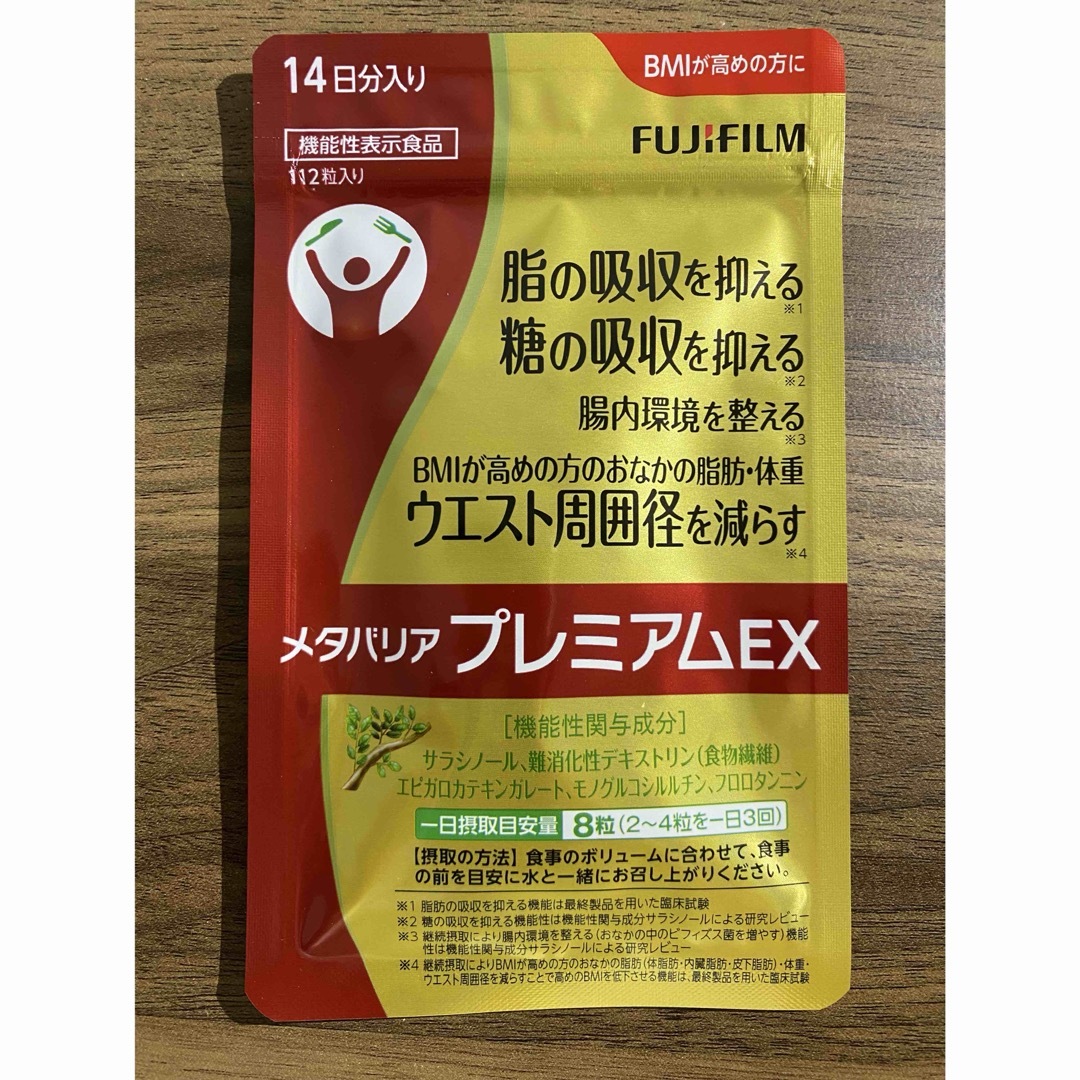 14日分入り
BMIが高めの方に
機能性表示食品
FUJIFILM
112粒入り
脂の吸収を抑える
※1
糖の吸収を抑える
※2
腸内環境を整える
※3
BMIが高めの方のおなかの脂肪・体重
ウエスト周囲径を減らす
※4
メタバリア プレミアムEX
[機能性関与成分]
サラシノール、難消化性デキストリン(食物繊維)
エピガロカテキンガレート、モノグルコシルルチン、フロロタンニン
一日摂取目安量 8粒(2〜4粒を一日3回)
【摂取の方法】食事のボリュームに合わせて、食事
の前を目安に水と一緒にお召し上がりください。
※1 脂肪の吸収を抑える機能は最終製品を用いた臨床試験
※2 糖の吸収を抑える機能性は機能性関与成分サラシノールによる研究レビュー
※3 継続摂取により腸内環境を整える(おなかの中のビフィズス菌を増やす)機能
性は機能性関与成分サラシノールによる研究レビュー
※4 継続摂取によりBMIが高めの方のおなかの脂肪(体脂肪・内臓脂肪・皮下脂肪)・体重・
ウエスト周囲径を減らすことで高めのBMIを低下させる機能は、最終製品を用いた臨床試験